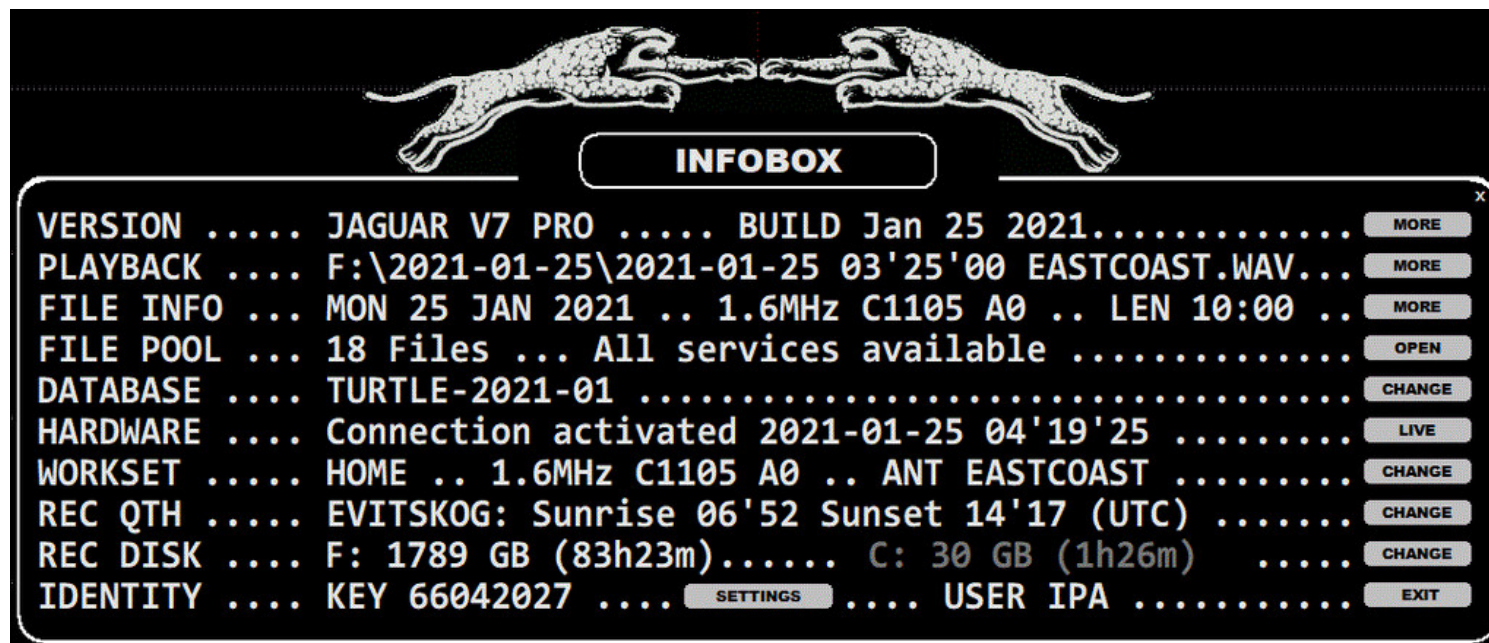 INFOBOX
x
VERSION ..... JAGUAR V7 PRO ..... BUILD Jan 25 2021............. MORE
PLAYBACK .... F:\2021-01-25\2021-01-25 03'25'00 EASTCOAST.WAV... MORE
FILE INFO ... MON 25 JAN 2021 .. 1.6MHz C1105 A0 .. LEN 10:00 .. MORE
FILE POOL ... 18 Files ... All services available .............. OPEN
DATABASE .... TURTLE-2021-01 ................................... CHANGE
HARDWARE .... Connection activated 2021-01-25 04'19'25 ......... LIVE
WORKSET ..... HOME .. 1.6MHz C1105 A0 .. ANT EASTCOAST ......... CHANGE
REC QTH ..... EVITSKOG: Sunrise 06'52 Sunset 14'17 (UTC) ....... CHANGE
REC DISK .... F: 1789 GB (83h23m)...... C: 30 GB (1h26m) ..... CHANGE
IDENTITY .... KEY 66042027 .... SETTINGS .... USER IPA ........... EXIT